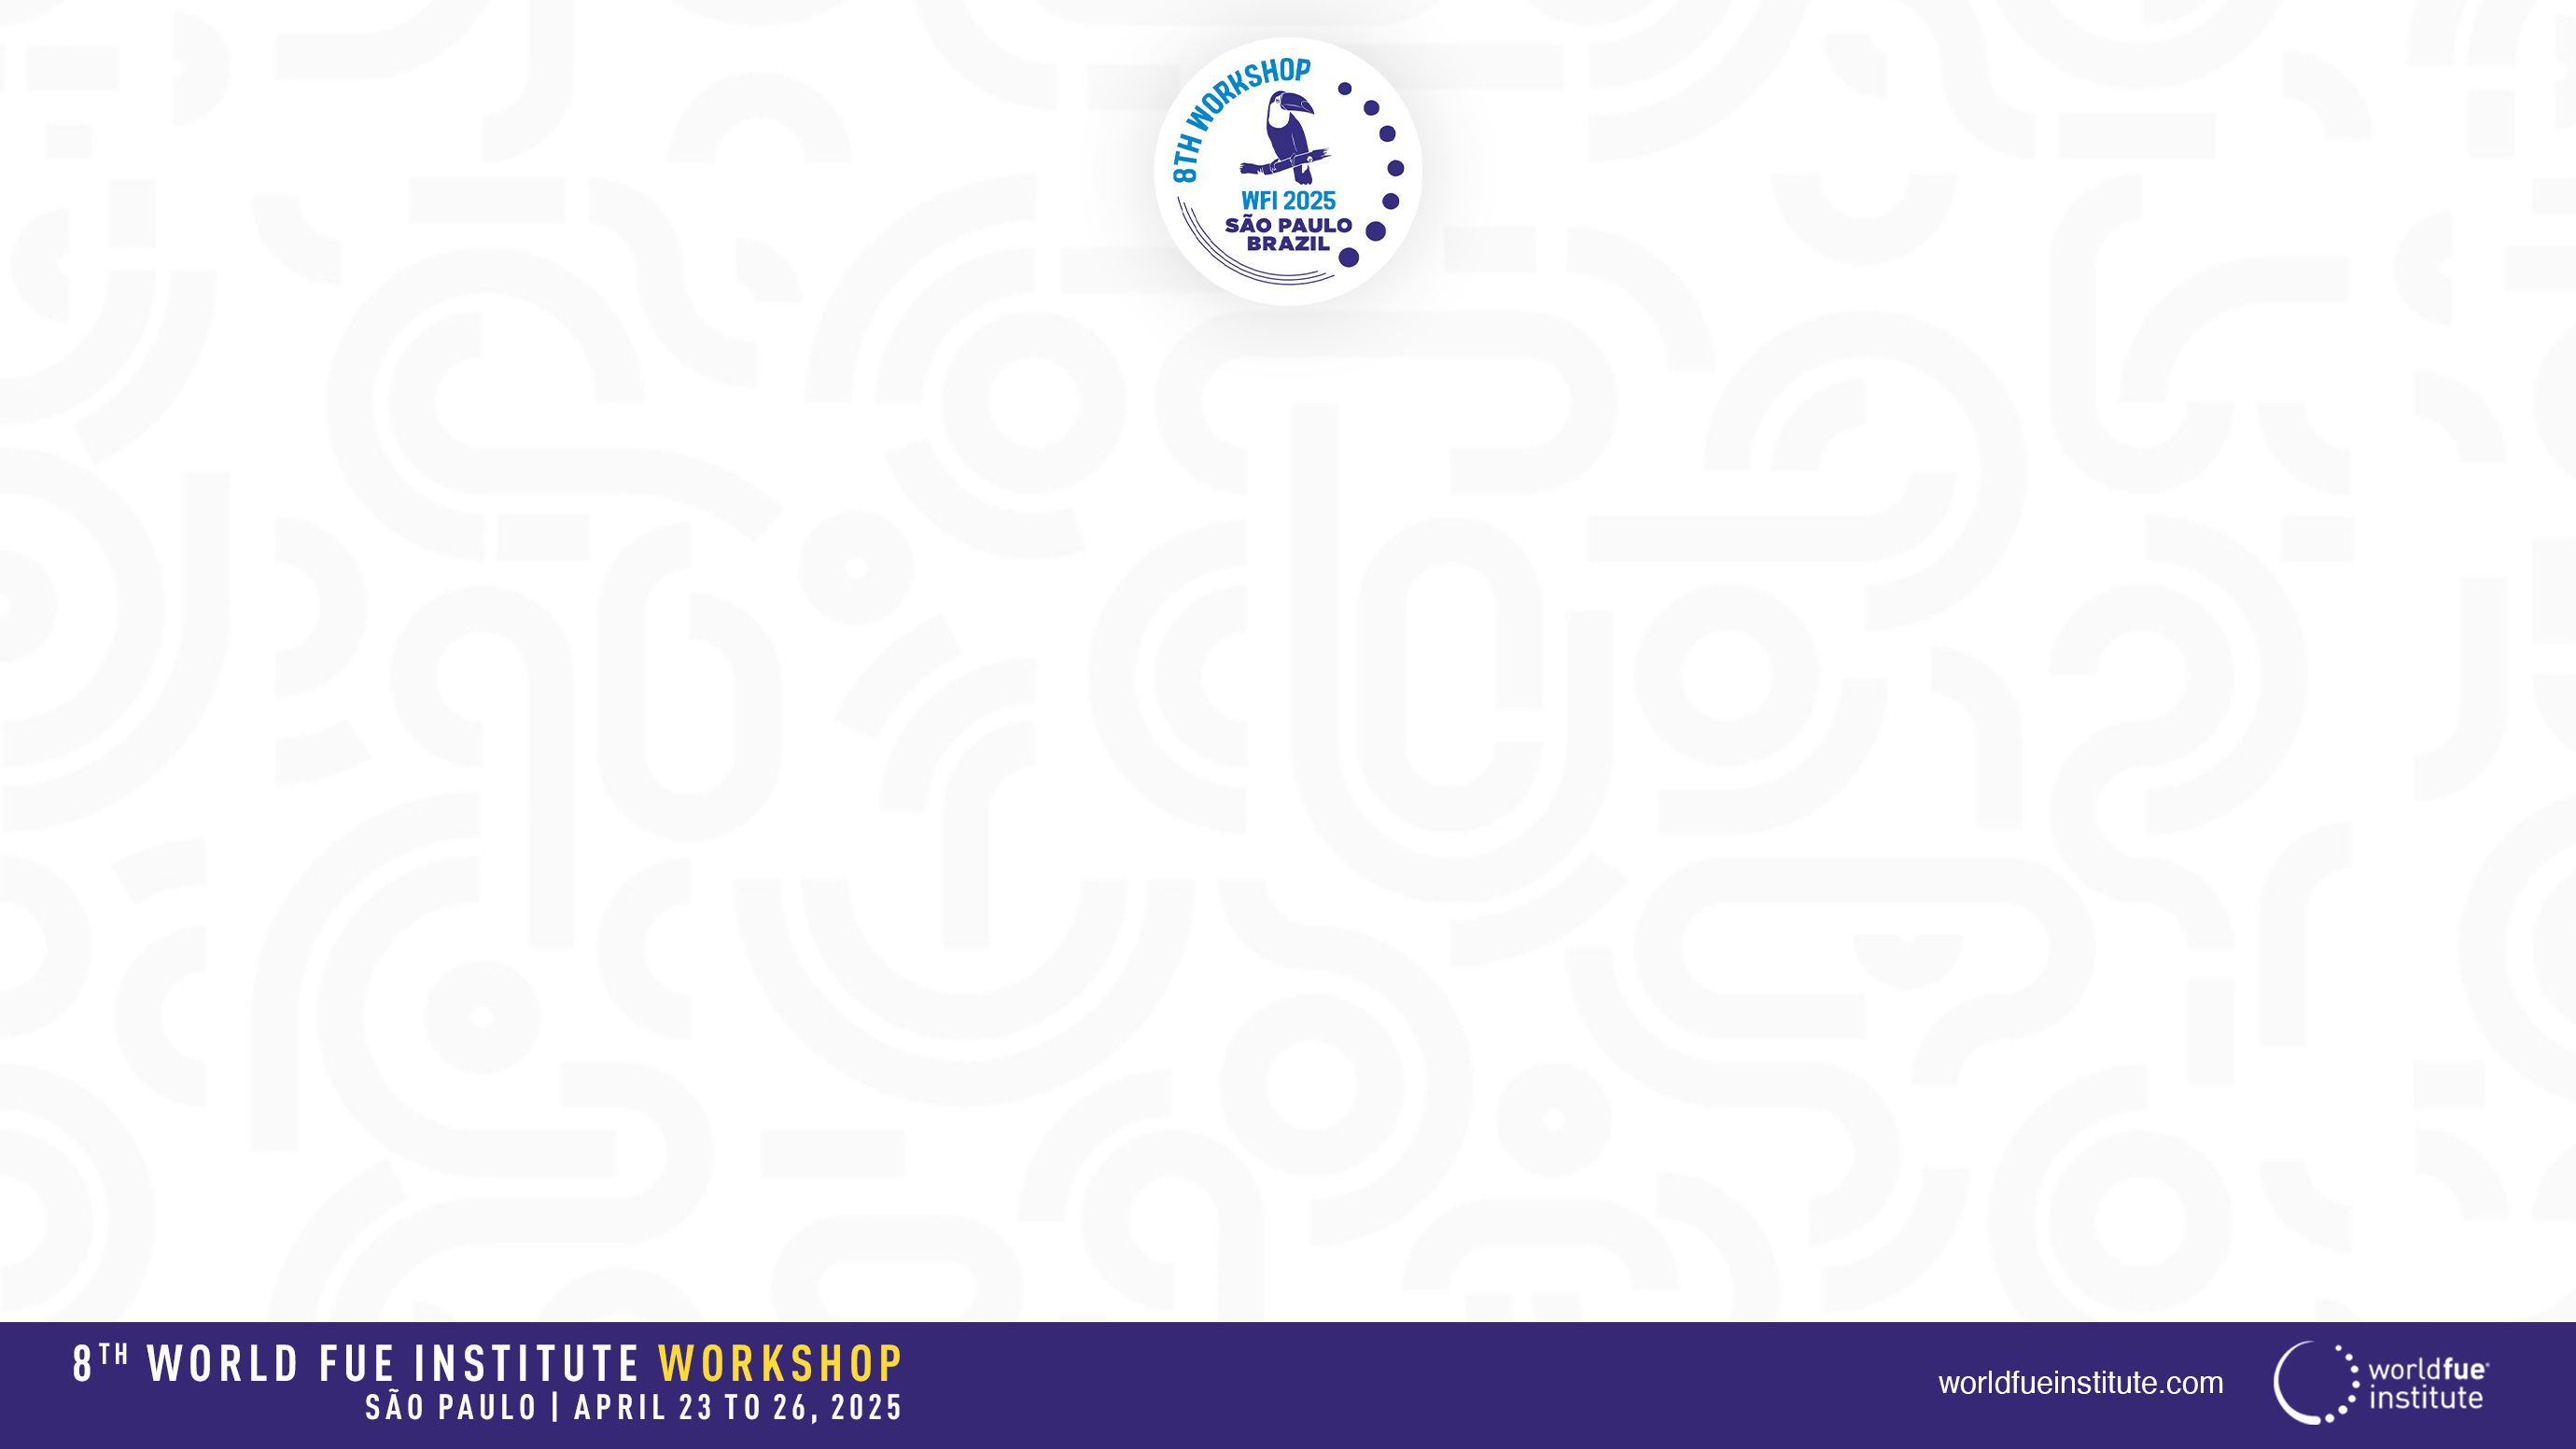 8TH WORKSHOP
WFI 2025
SÃO PAULO
BRAZIL
8TH WORLD FUE INSTITUTE WORKSHOP
SÃO PAULO | APRIL 23 TO 26, 2025
worldfueinstitute.com
worldfue
institute